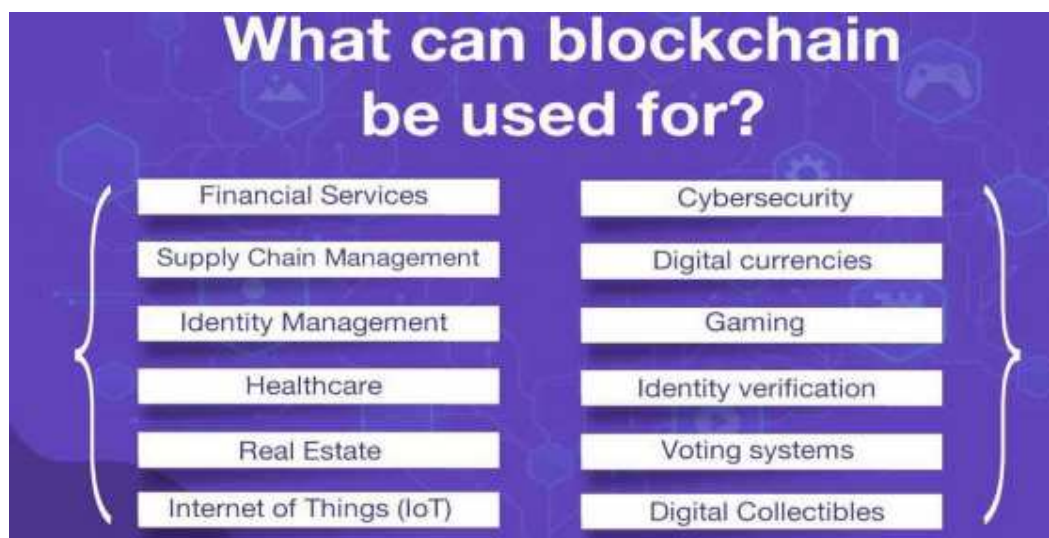 What can blockchain
be used for?
Financial Services
Supply Chain Management
Identity Management
Healthcare
Real Estate
Internet of Things (IoT)
Cybersecurity
Digital currencies
Gaming
Identity verification
Voting systems
Digital Collectibles